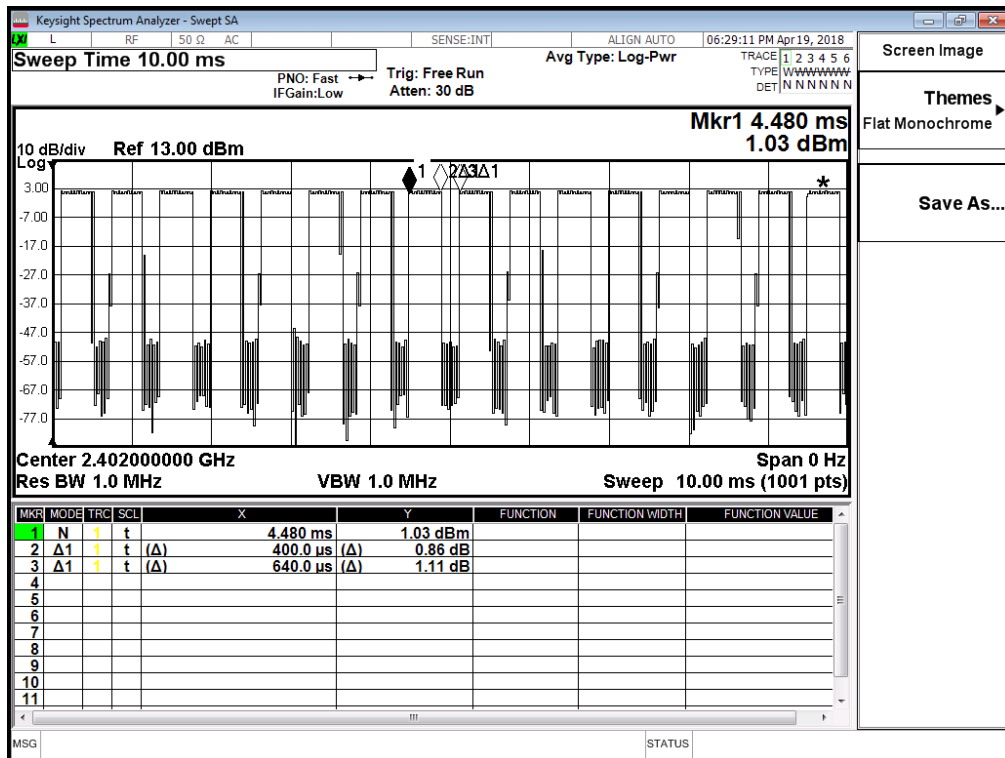 Keysight Spectrum Analyzer - Swept SA
LXI L RF 50 Ω AC SENSE:INT ALIGN AUTO 06:29:11 PM Apr 19, 2018
Sweep Time 10.00 ms
Avg Type: Log-Pwr
TRACE 1 2 3 4 5 6
TYPE WWWWWW
DET N N N N N N
PNO: Fast
IFGain:Low
Trig: Free Run
Atten: 30 dB
Mkr1 4.480 ms
1.03 dBm
10 dB/div Ref 13.00 dBm
Log
1 2Δ1 3Δ1
3.00
-7.00
-17.0
-27.0
-37.0
-47.0
-57.0
-67.0
-77.0
*
Center 2.402000000 GHz Span 0 Hz
Res BW 1.0 MHz VBW 1.0 MHz Sweep 10.00 ms (1001 pts)
MKR MODE TRC SCL X Y FUNCTION FUNCTION WIDTH FUNCTION VALUE
1 N 1 t 4.480 ms 1.03 dBm
2 Δ1 1 t (Δ) 400.0 µs (Δ) 0.86 dB
3 Δ1 1 t (Δ) 640.0 µs (Δ) 1.11 dB
4
5
6
7
8
9
10
11
MSG STATUS
Screen Image
Themes
Flat Monochrome
Save As...